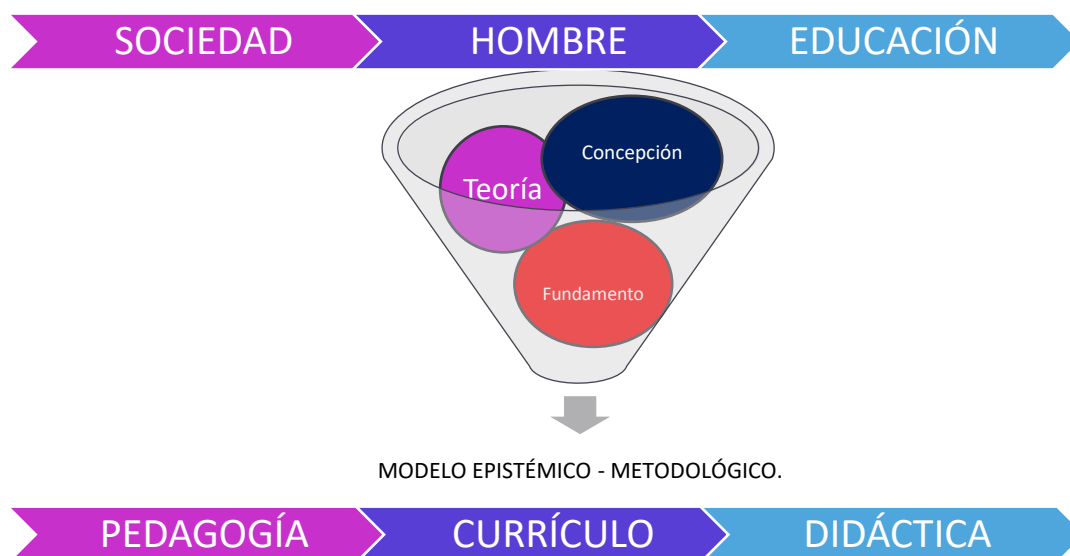 SOCIEDAD
HOMBRE
EDUCACIÓN
Concepción
Teoría
Fundamento
MODELO EPISTÉMICO - METODOLÓGICO.
PEDAGOGÍA
CURRÍCULO
DIDÁCTICA